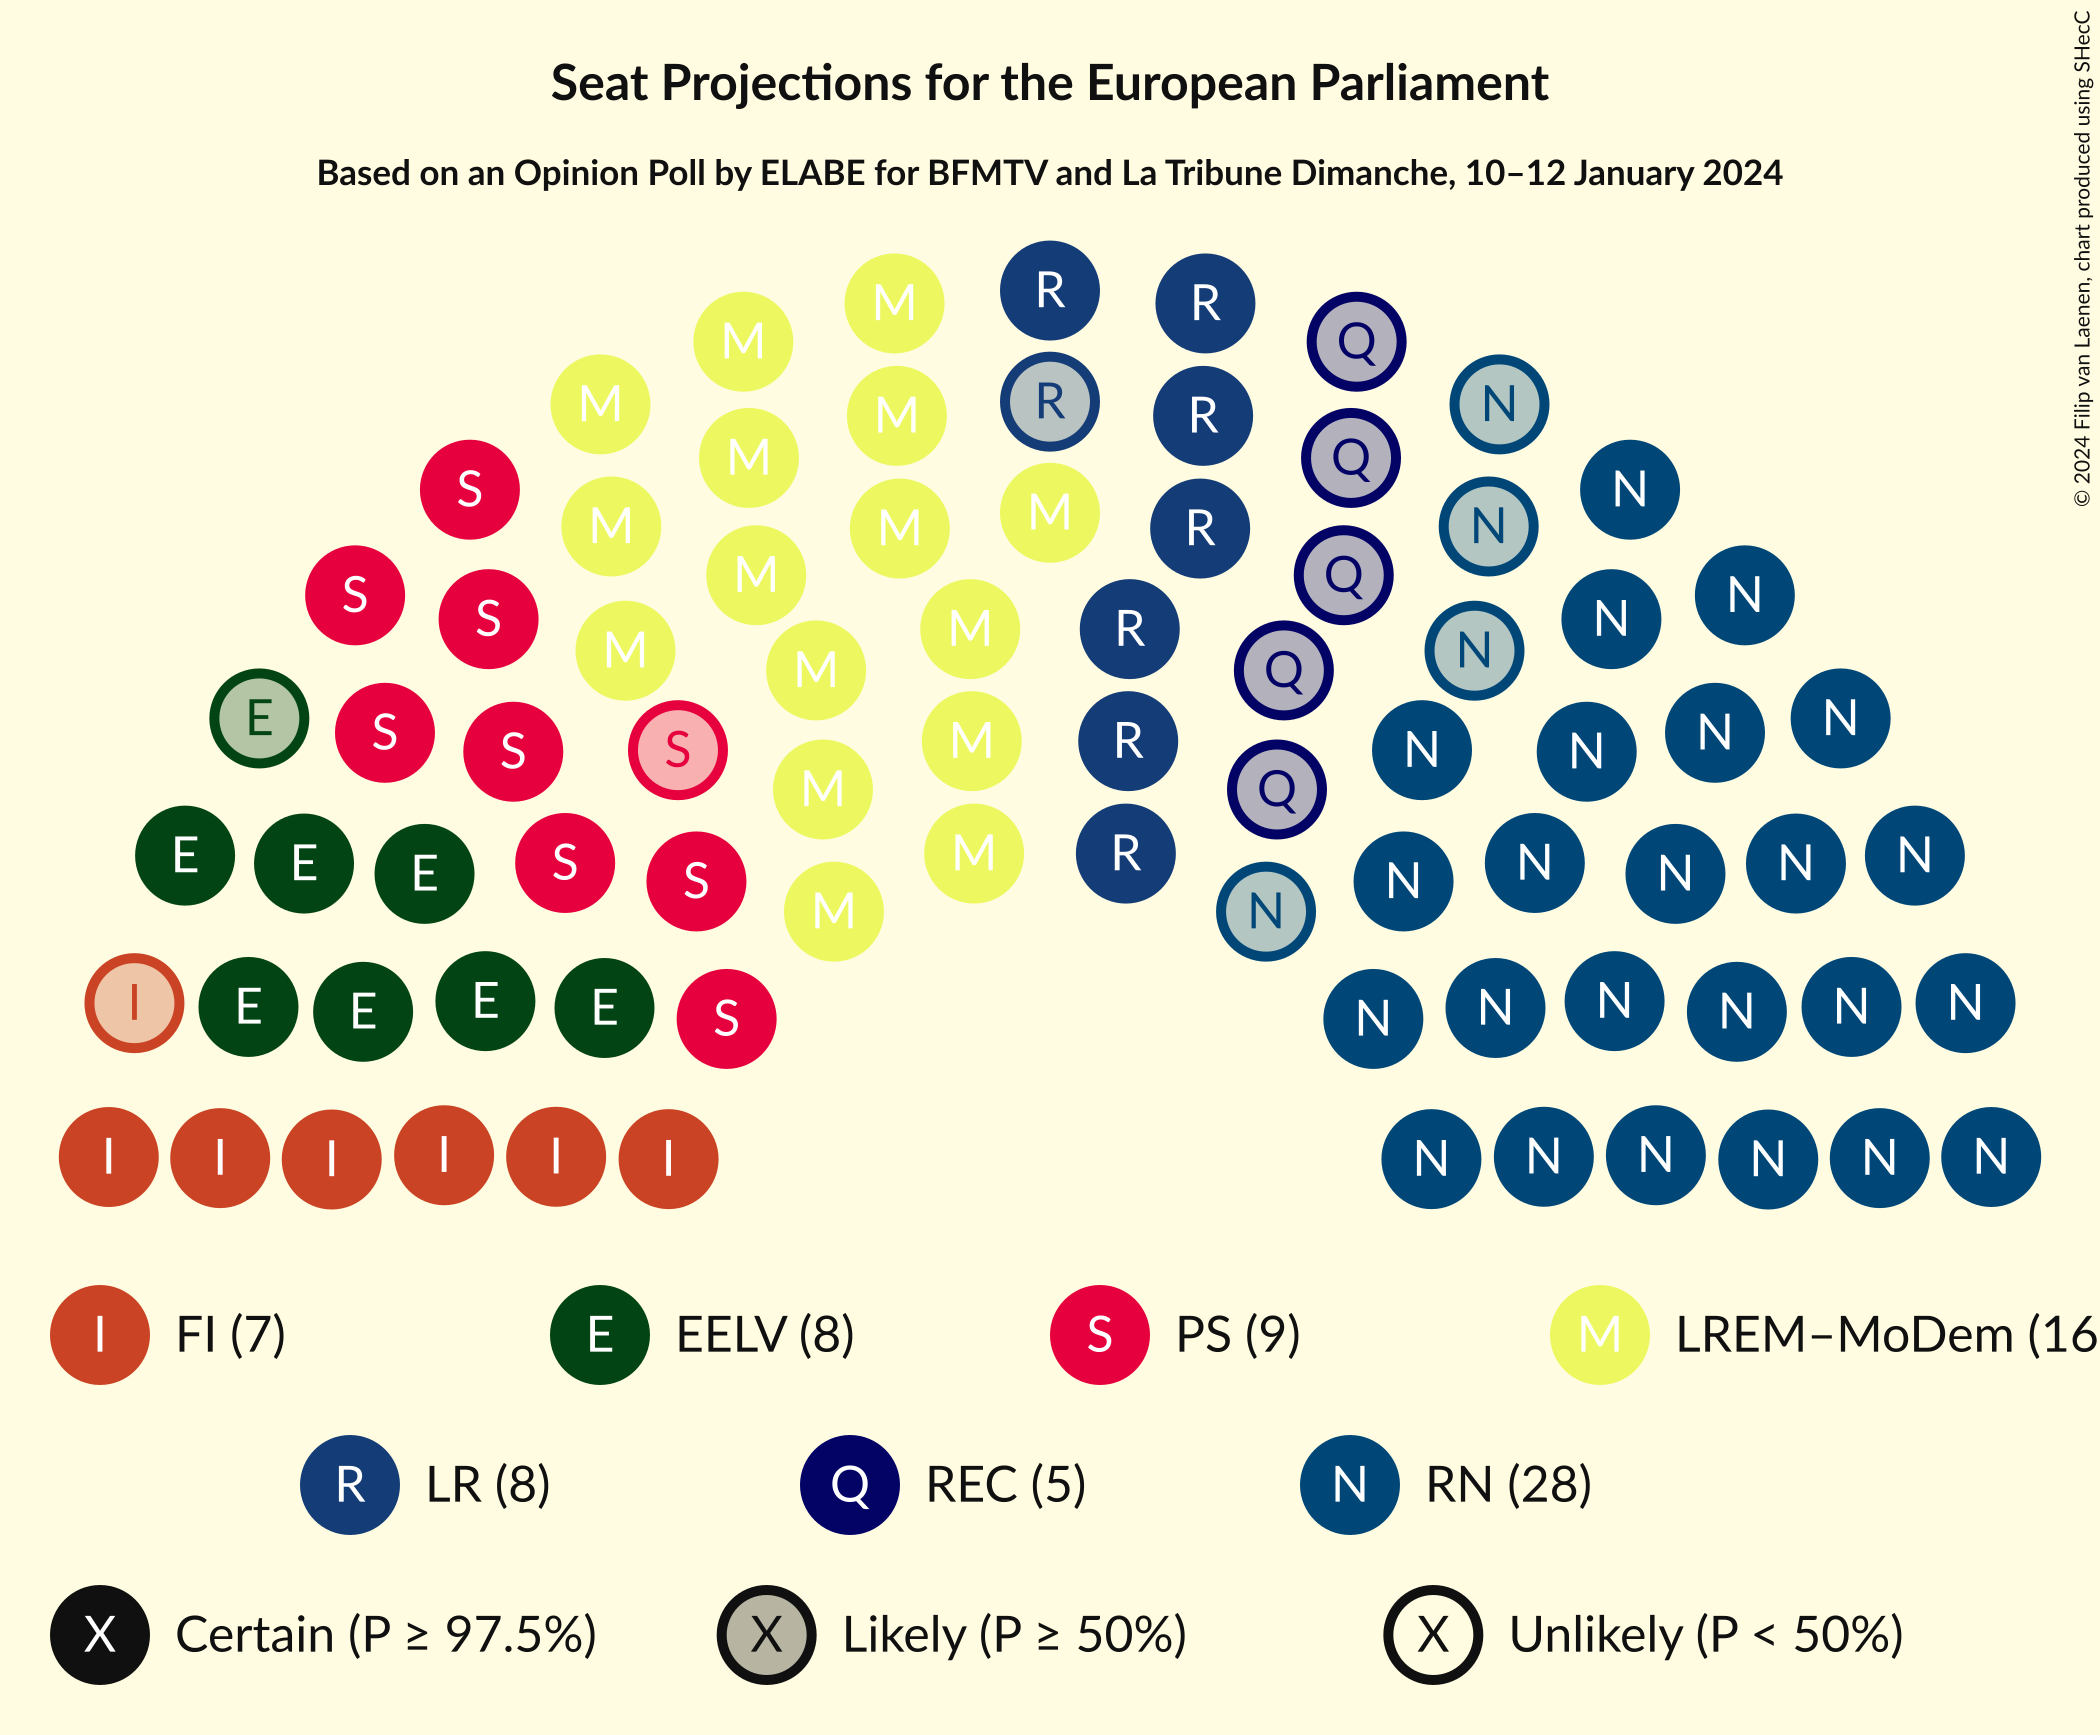 Seat Projections for the European Parliament
Based on an Opinion Poll by ELABE for BFMTV and La Tribune Dimanche, 10–12 January 2024
© 2024 Filip van Laenen, chart produced using SHecC
R
M R
M Q
M N
R
M R
M Q
S N
M
M N
M N
M R
M Q
S N
S N
M R
M Q
M N
S N
S N
E N
M R
S N
S N
S N
M Q
M R
E N
E N
S N
E N
S N
M N
I N
E N
E N
E N
E N
S N
I I I I I I N N N N N N
I FI (7) E EELV (8) S PS (9) M LREM–MoDem (16
R LR (8) Q REC (5) N RN (28)
X Certain (P ≥ 97.5%) X Likely (P ≥ 50%) X Unlikely (P < 50%)